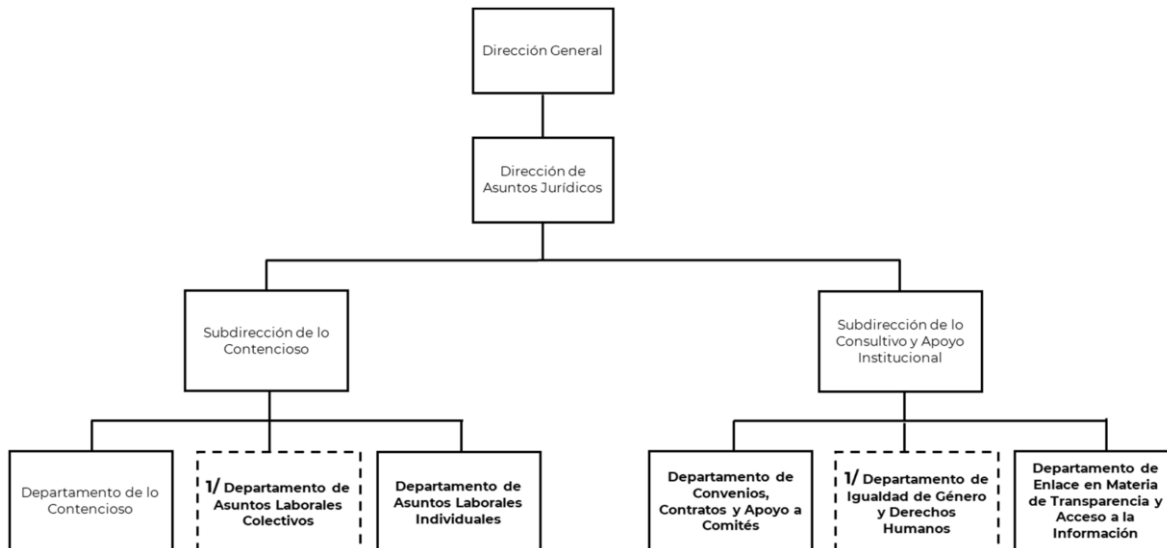 Dirección General
Dirección de
Asuntos Jurídicos
Subdirección de lo
Contencioso
Subdirección de lo
Consultivo y Apoyo
Institucional
Departamento de lo
Contencioso
1/ Departamento de
Asuntos Laborales
Colectivos
Departamento de
Asuntos Laborales
Individuales
Departamento de
Convenios,
Contratos y Apoyo a
Comités
1/ Departamento de
Igualdad de Género
y Derechos
Humanos
Departamento de
Enlace en Materia
de Transparencia y
Acceso a la
Información